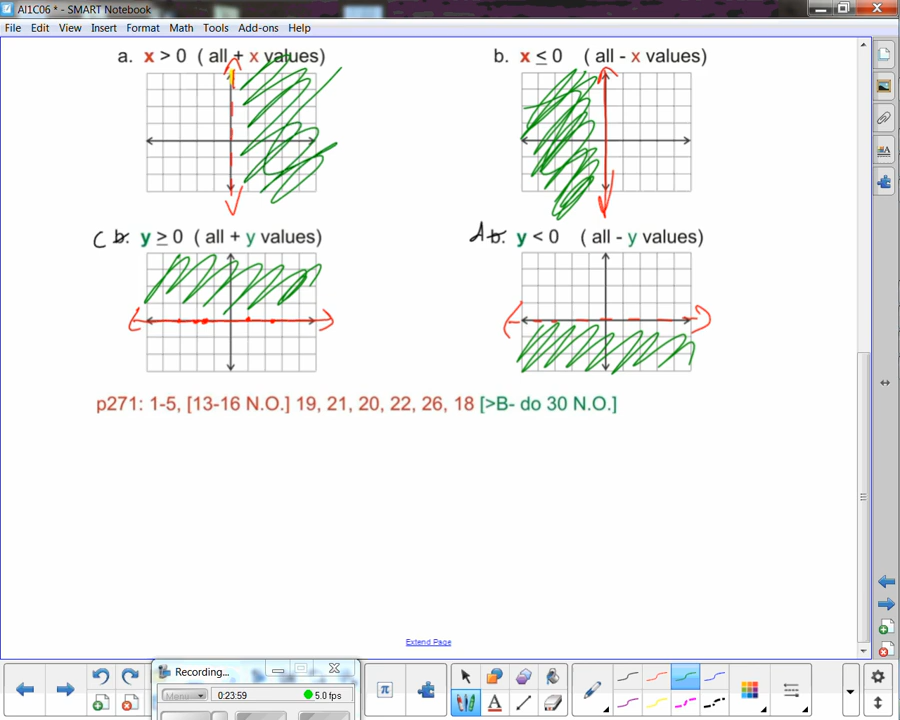 AI1C06 * - SMART Notebook
File Edit View Insert Format Math Tools Add-ons Help
a. x > 0 ( all + x values)
b. x ≤ 0 ( all - x values)
C b. y ≥ 0 ( all + y values)
d b. y < 0 ( all - y values)
p271: 1-5, [13-16 N.O.] 19, 21, 20, 22, 26, 18 [>B- do 30 N.O.]
Extend Page
Recording...
Menu 0:23:59 5.0 fps
π
A